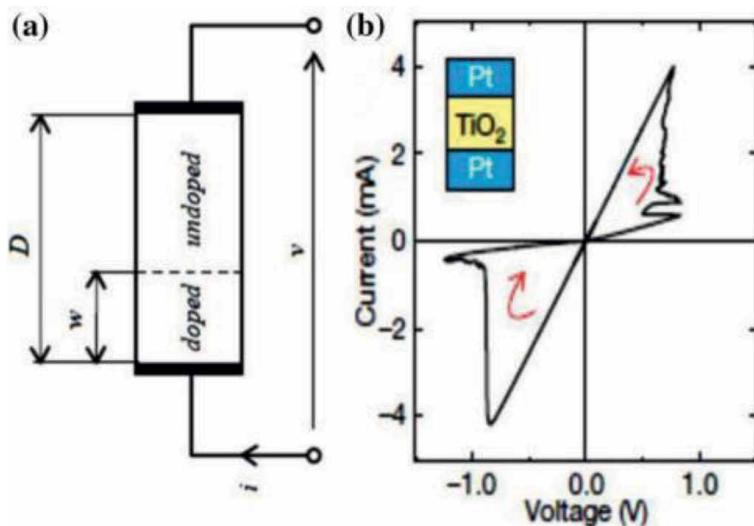 (a)
D
w
undoped
doped
v
i
(b)
Pt
TiO₂
Pt
4
2
0
−2
−4
Current (mA)
−1.0
0.0
1.0
Voltage (V)